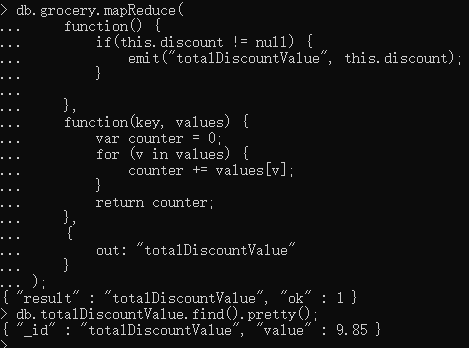 > db.grocery.mapReduce(
...     function() {
...         if(this.discount != null) {
...             emit("totalDiscountValue", this.discount);
...         }
...
...     },
...     function(key, values) {
...         var counter = 0;
...         for (v in values) {
...             counter += values[v];
...         }
...         return counter;
...     },
...     {
...         out: "totalDiscountValue"
...     }
... );
{ "result" : "totalDiscountValue", "ok" : 1 }
> db.totalDiscountValue.find().pretty();
{ "_id" : "totalDiscountValue", "value" : 9.85 }
>